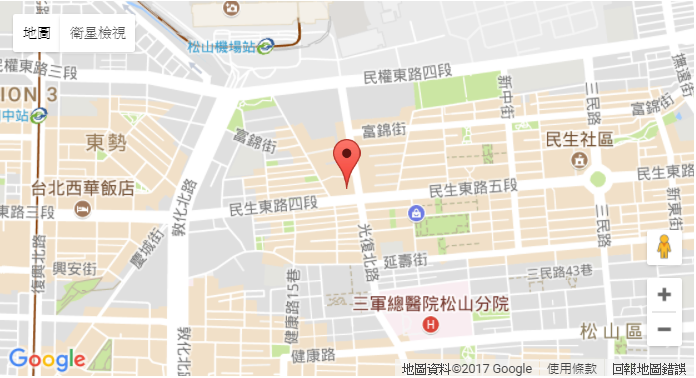 地圖
衛星檢視
松山機場站
民權東路三段
民權東路四段
撫遠街
ION 3
中站
東勢
富錦街
富錦街
新中街
三民路
民生社區
台北西華飯店
民生東路五段
民生東路四段
東路三段
敦化北路
三民路
新東街
慶城街
復興北路
興安街
光復北路
延壽街
三民路43巷
健康路15巷
三軍總醫院松山分院
H
松山區
敦化北
健康路
Google
地圖資料©2017 Google
使用條款
回報地圖錯誤